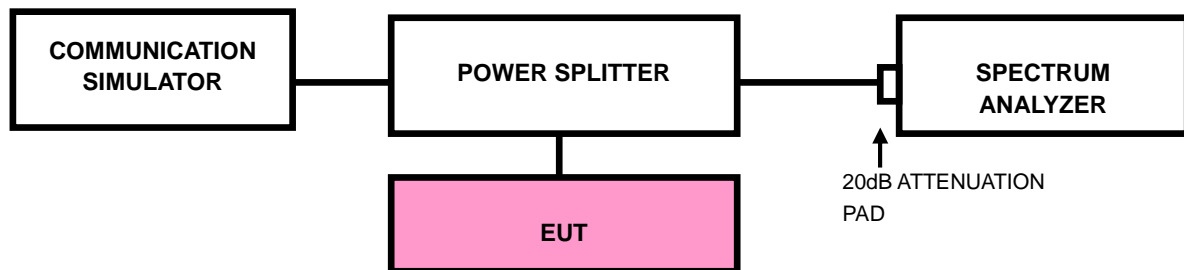 COMMUNICATION
SIMULATOR
POWER SPLITTER
SPECTRUM
ANALYZER
20dB ATTENUATION
PAD
EUT